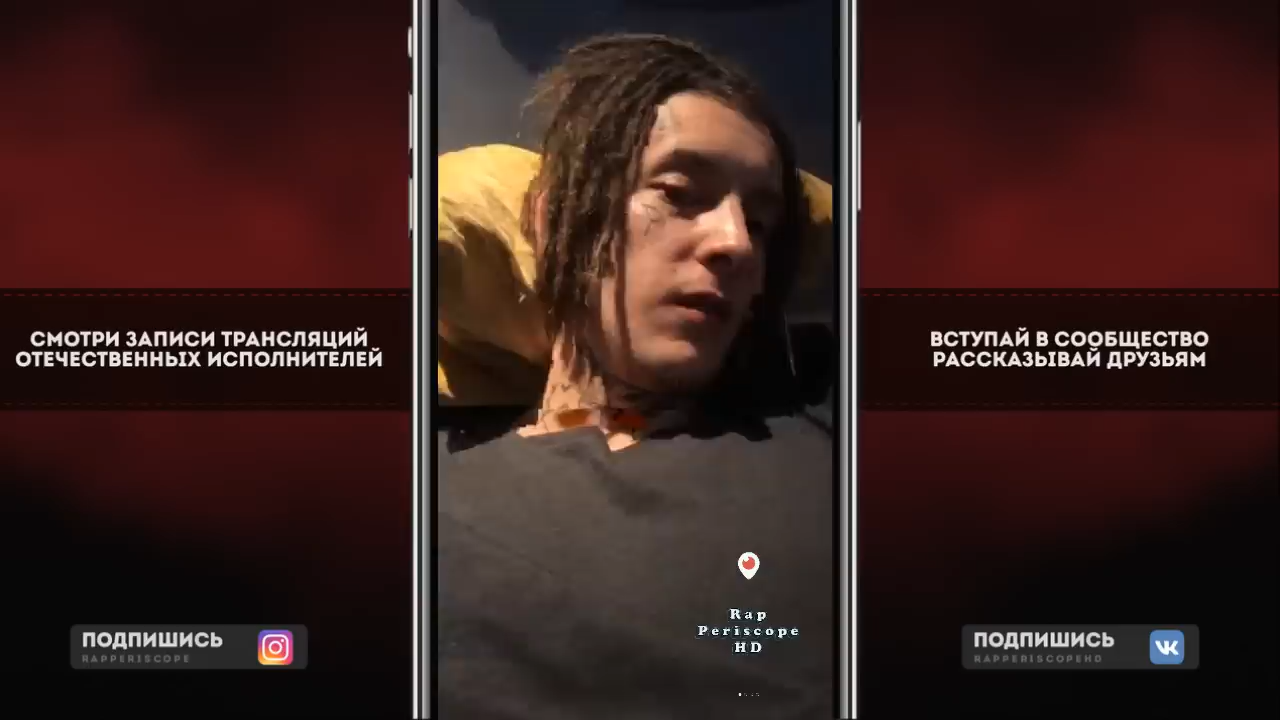 СМОТРИ ЗАПИСИ ТРАНСЛЯЦИЙ
ОТЕЧЕСТВЕННЫХ ИСПОЛНИТЕЛЕЙ
ВСТУПАЙ В СООБЩЕСТВО
РАССКАЗЫВАЙ ДРУЗЬЯМ
Rap
Periscope
HD
ПОДПИШИСЬ
RAPPERISCOPE
ПОДПИШИСЬ
RAPPERISCOPEHD